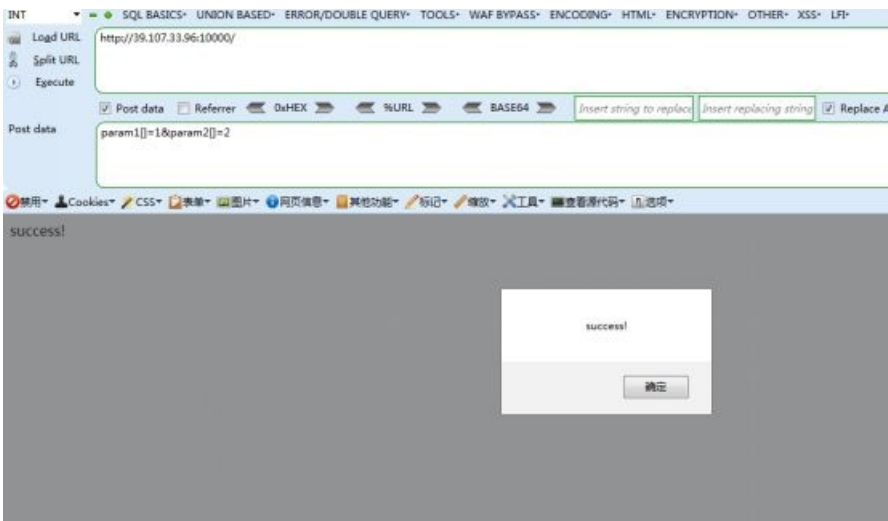 INT SQL BASICS UNION BASED ERROR/DOUBLE QUERY TOOLS WAF BYPASS ENCODING HTML ENCRYPTION OTHER XSS LFI
Load URL http://39.107.33.96:10000/
Split URL
Execute
Post data Referrer 0xHEX %URL BASE64 Insert string to replace Insert replacing string Replace A
Post data param1[]=1&param2[]=2
禁用 Cookies CSS 表单 图片 网页信息 其他功能 标记 缩放 工具 查看源代码 选项
success!
success!
确定